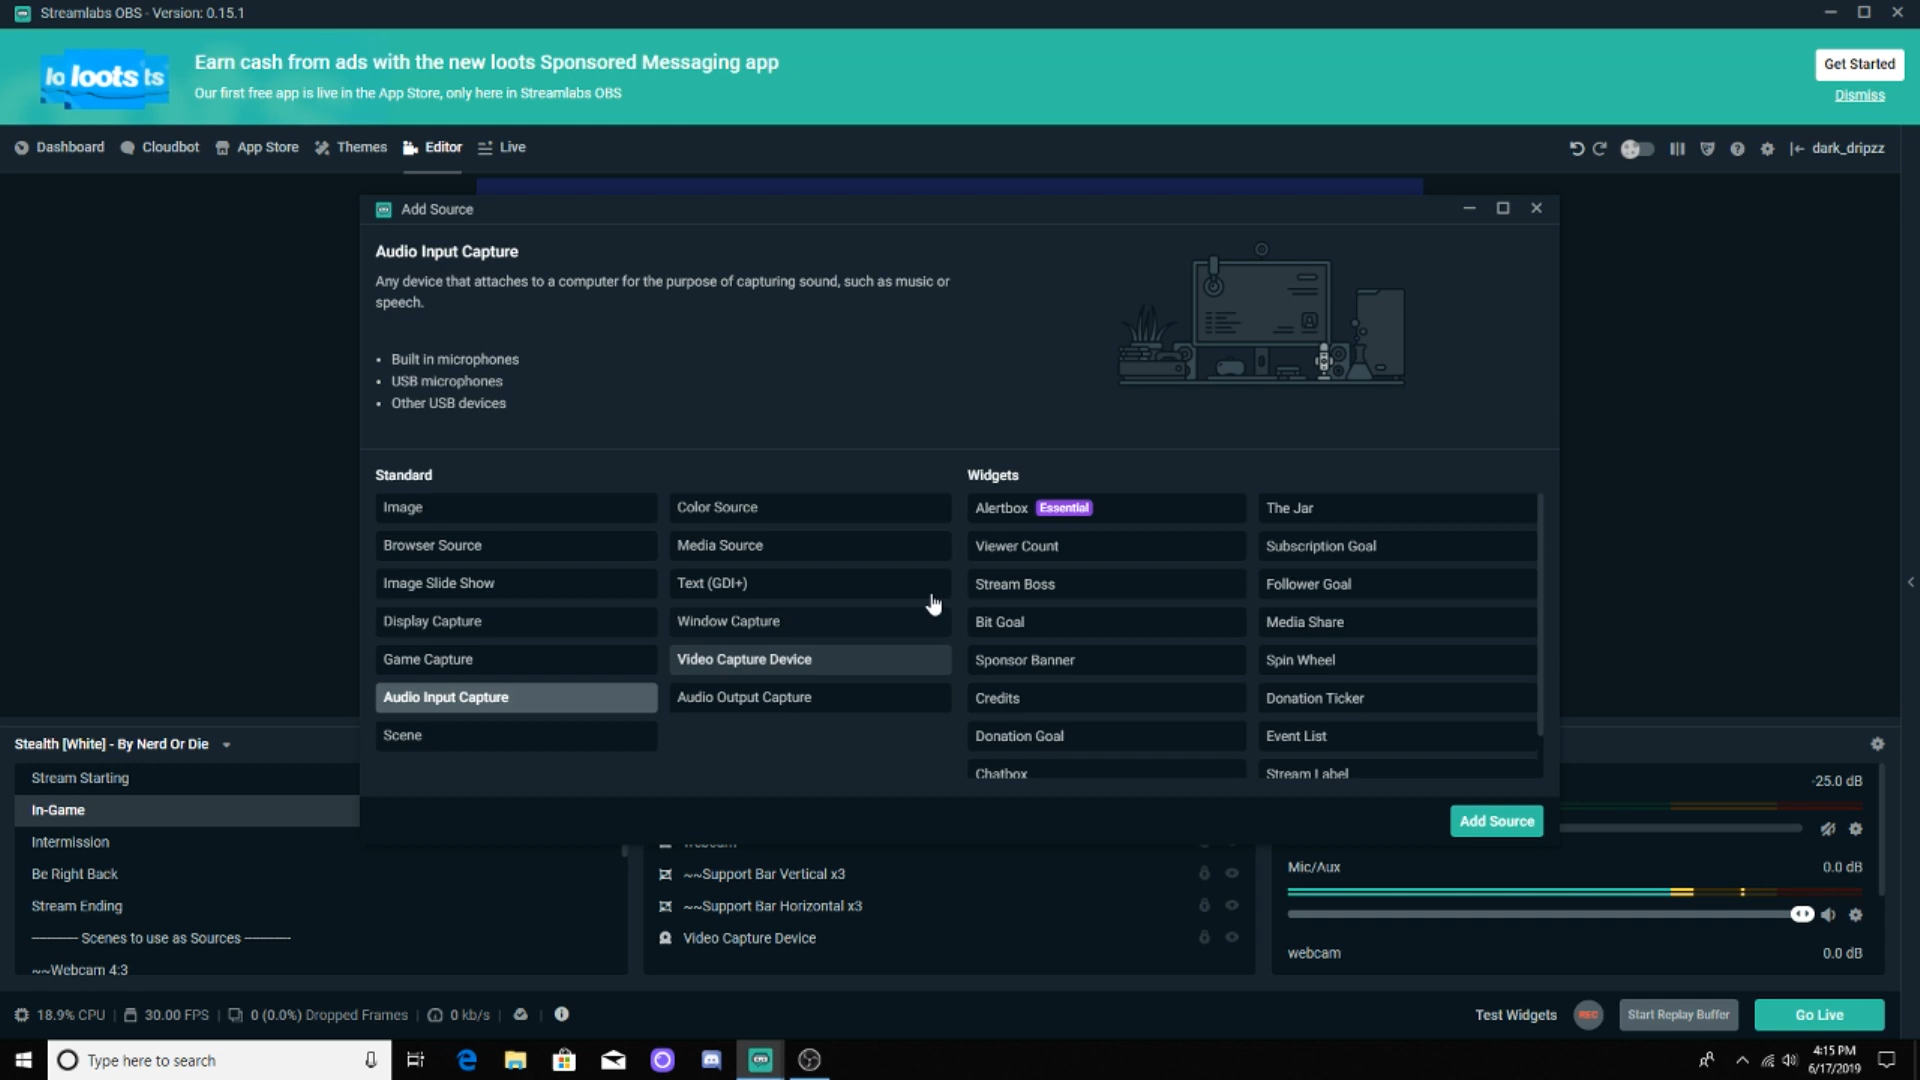 Streamlabs OBS - Version: 0.15.1
lo loots ts
Earn cash from ads with the new loots Sponsored Messaging app
Our first free app is live in the App Store, only here in Streamlabs OBS
Get Started
Dismiss
Dashboard Cloudbot App Store Themes Editor Live
dark_dripzz
Add Source
Audio Input Capture
Any device that attaches to a computer for the purpose of capturing sound, such as music or
speech.
• Built in microphones
• USB microphones
• Other USB devices
Standard
Image
Color Source
Browser Source
Media Source
Image Slide Show
Text (GDI+)
Display Capture
Window Capture
Game Capture
Video Capture Device
Audio Input Capture
Audio Output Capture
Scene
Widgets
Alertbox Essential
The Jar
Viewer Count
Subscription Goal
Stream Boss
Follower Goal
Bit Goal
Media Share
Sponsor Banner
Spin Wheel
Credits
Donation Ticker
Donation Goal
Event List
Chatbox
Stream Label
Add Source
Stealth [White] - By Nerd Or Die
Stream Starting
In-Game
Intermission
Be Right Back
Stream Ending
---------- Scenes to use as Sources ----------
~~Webcam 4:3
webcam
~~Support Bar Vertical x3
~~Support Bar Horizontal x3
Video Capture Device
-25.0 dB
Mic/Aux
0.0 dB
webcam
0.0 dB
18.9% CPU | 30.00 FPS | 0 (0.0%) Dropped Frames | 0 kb/s
Test Widgets
REC
Start Replay Buffer
Go Live
Type here to search
4:15 PM
6/17/2019